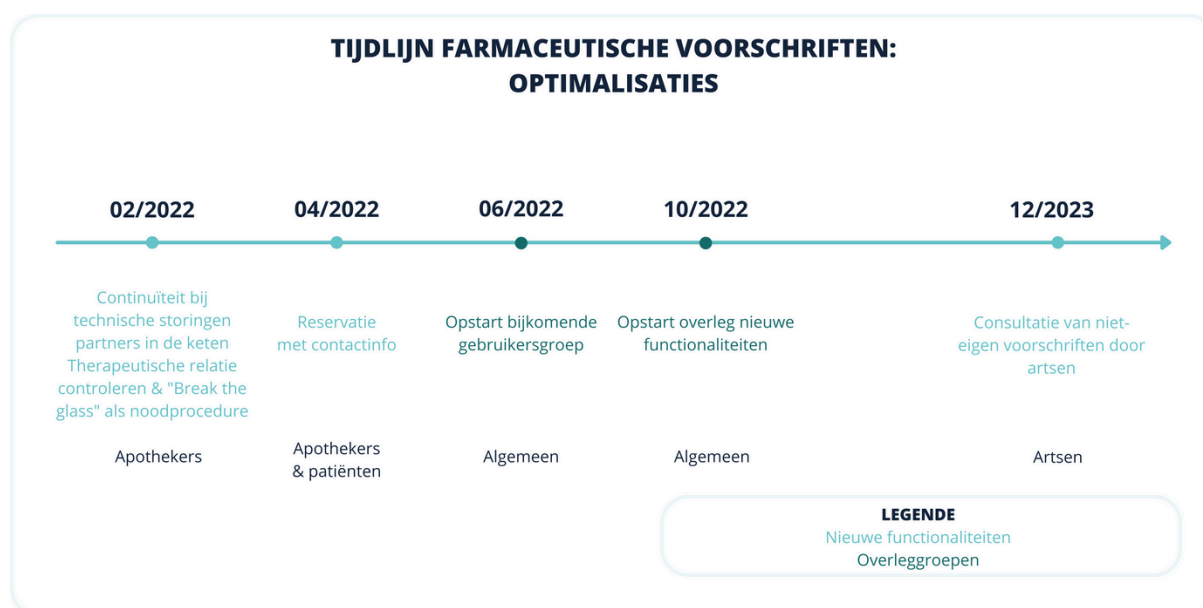 TIJDLIJN FARMACEUTISCHE VOORSCHRIFTEN:
OPTIMALISATIES
02/2022
04/2022
06/2022
10/2022
12/2023
Continuïteit bij
technische storingen
partners in de keten
Therapeutische relatie
controleren & "Break the
glass" als noodprocedure
Reservatie
met contactinfo
Opstart bijkomende
gebruikersgroep
Opstart overleg nieuwe
functionaliteiten
Consultatie van niet-
eigen voorschriften door
artsen
Apothekers
Apothekers
& patiënten
Algemeen
Algemeen
Artsen
LEGENDE
Nieuwe functionaliteiten
Overleggroepen